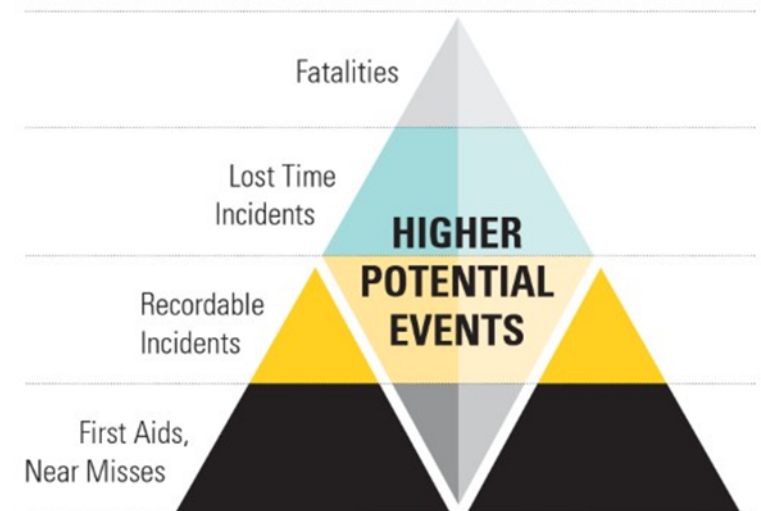 Fatalities
Lost Time
Incidents
HIGHER
POTENTIAL
EVENTS
Recordable
Incidents
First Aids,
Near Misses